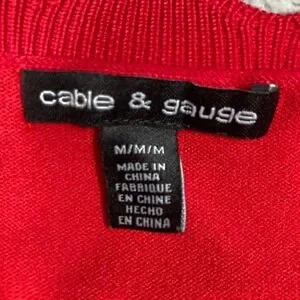 cable & gauge
M/M/M
MADE IN
CHINA
FABRIQUE
EN CHINE
HECHO
EN CHINA